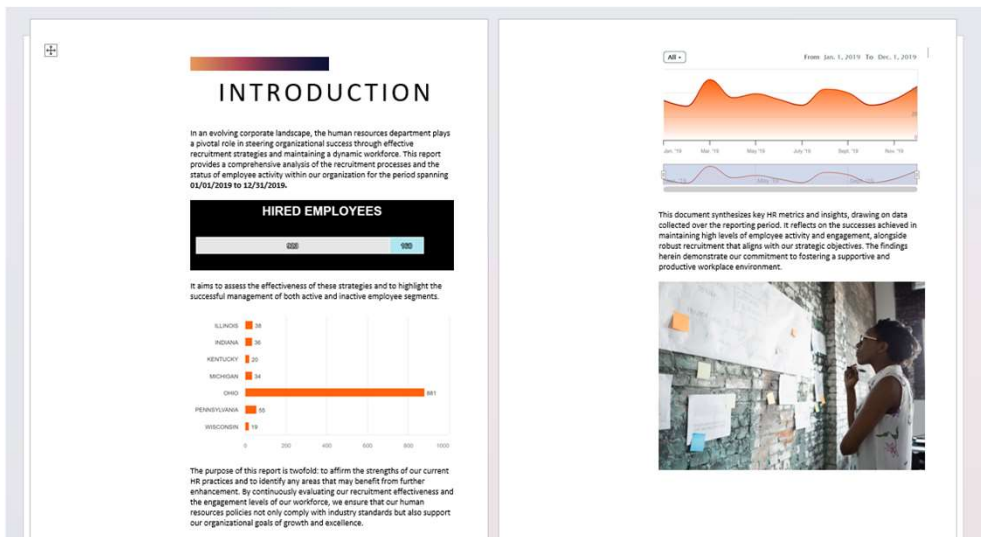 INTRODUCTION
In an evolving corporate landscape, the human resources department plays
a pivotal role in steering organizational success through effective
recruitment strategies and maintaining a dynamic workforce. This report
provides a comprehensive analysis of the recruitment processes and the
status of employee activity within our organization for the period spanning
01/01/2019 to 12/31/2019.
HIRED EMPLOYEES
It aims to assess the effectiveness of these strategies and to highlight the
successful management of both active and inactive employee segments.
ILLINOIS 38
INDIANA 36
KENTUCKY 20
MICHIGAN 34
OHIO 881
PENNSYLVANIA 55
WISCONSIN 19
0 200 400 600 800 1000
The purpose of this report is twofold: to affirm the strengths of our current
HR practices and to identify any areas that may benefit from further
enhancement. By continuously evaluating our recruitment effectiveness and
the engagement levels of our workforce, we ensure that our human
resources policies not only comply with industry standards but also support
our organizational goals of growth and excellence.
All
From Jan. 1, 2019 To Dec. 1, 2019
0
Jan. '19 Mar. '19 May '19 July '19 Sept. '19 Nov. '19
May '19
This document synthesizes key HR metrics and insights, drawing on data
collected over the reporting period. It reflects on the successes achieved in
maintaining high levels of employee activity and engagement, alongside
robust recruitment that aligns with our strategic objectives. The findings
herein demonstrate our commitment to fostering a supportive and
productive workplace environment.